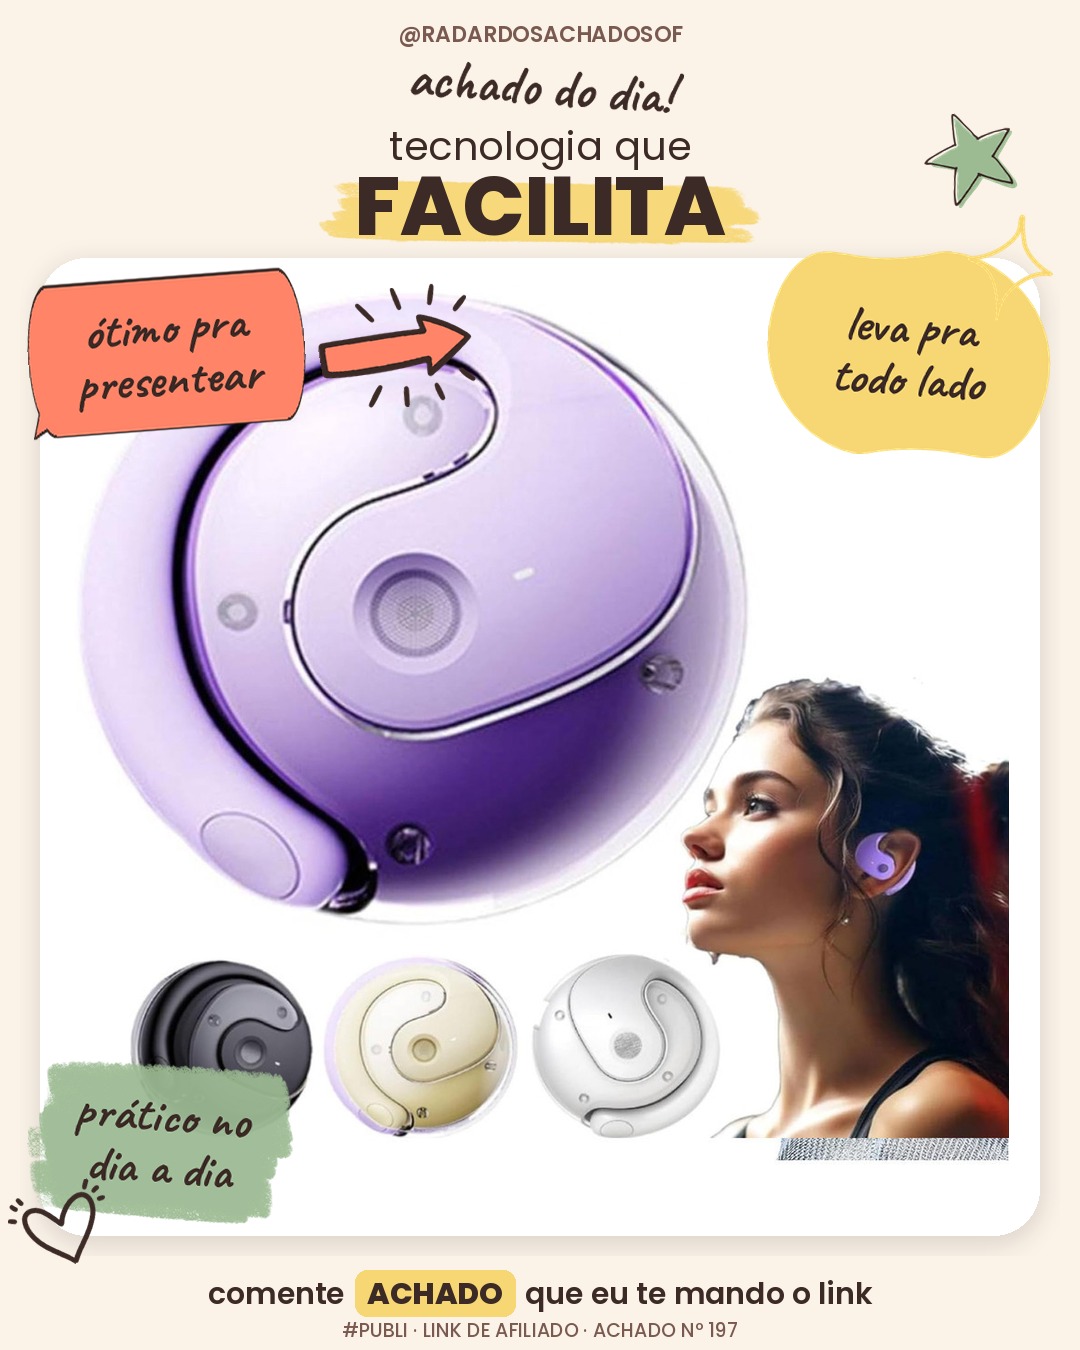 @RADARDOSACHADOSOF
achado do dia!
tecnologia que
FACILITA
ótimo pra
presentear
leva pra
todo lado
prático no
dia a dia
comente ACHADO que eu te mando o link
#PUBLI · LINK DE AFILIADO · ACHADO Nº 197